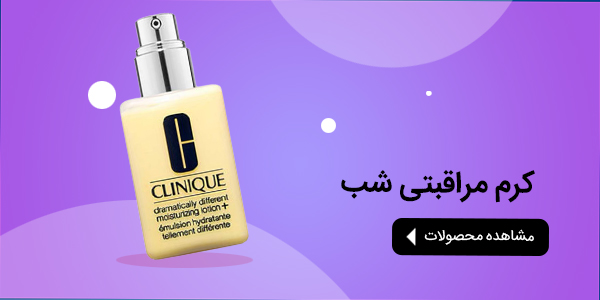 CLINIQUE
dramatically different
moisturizing lotion+
émulsion hydratante
tellement différente
کرم مراقبتی شب
مشاهده محصولات